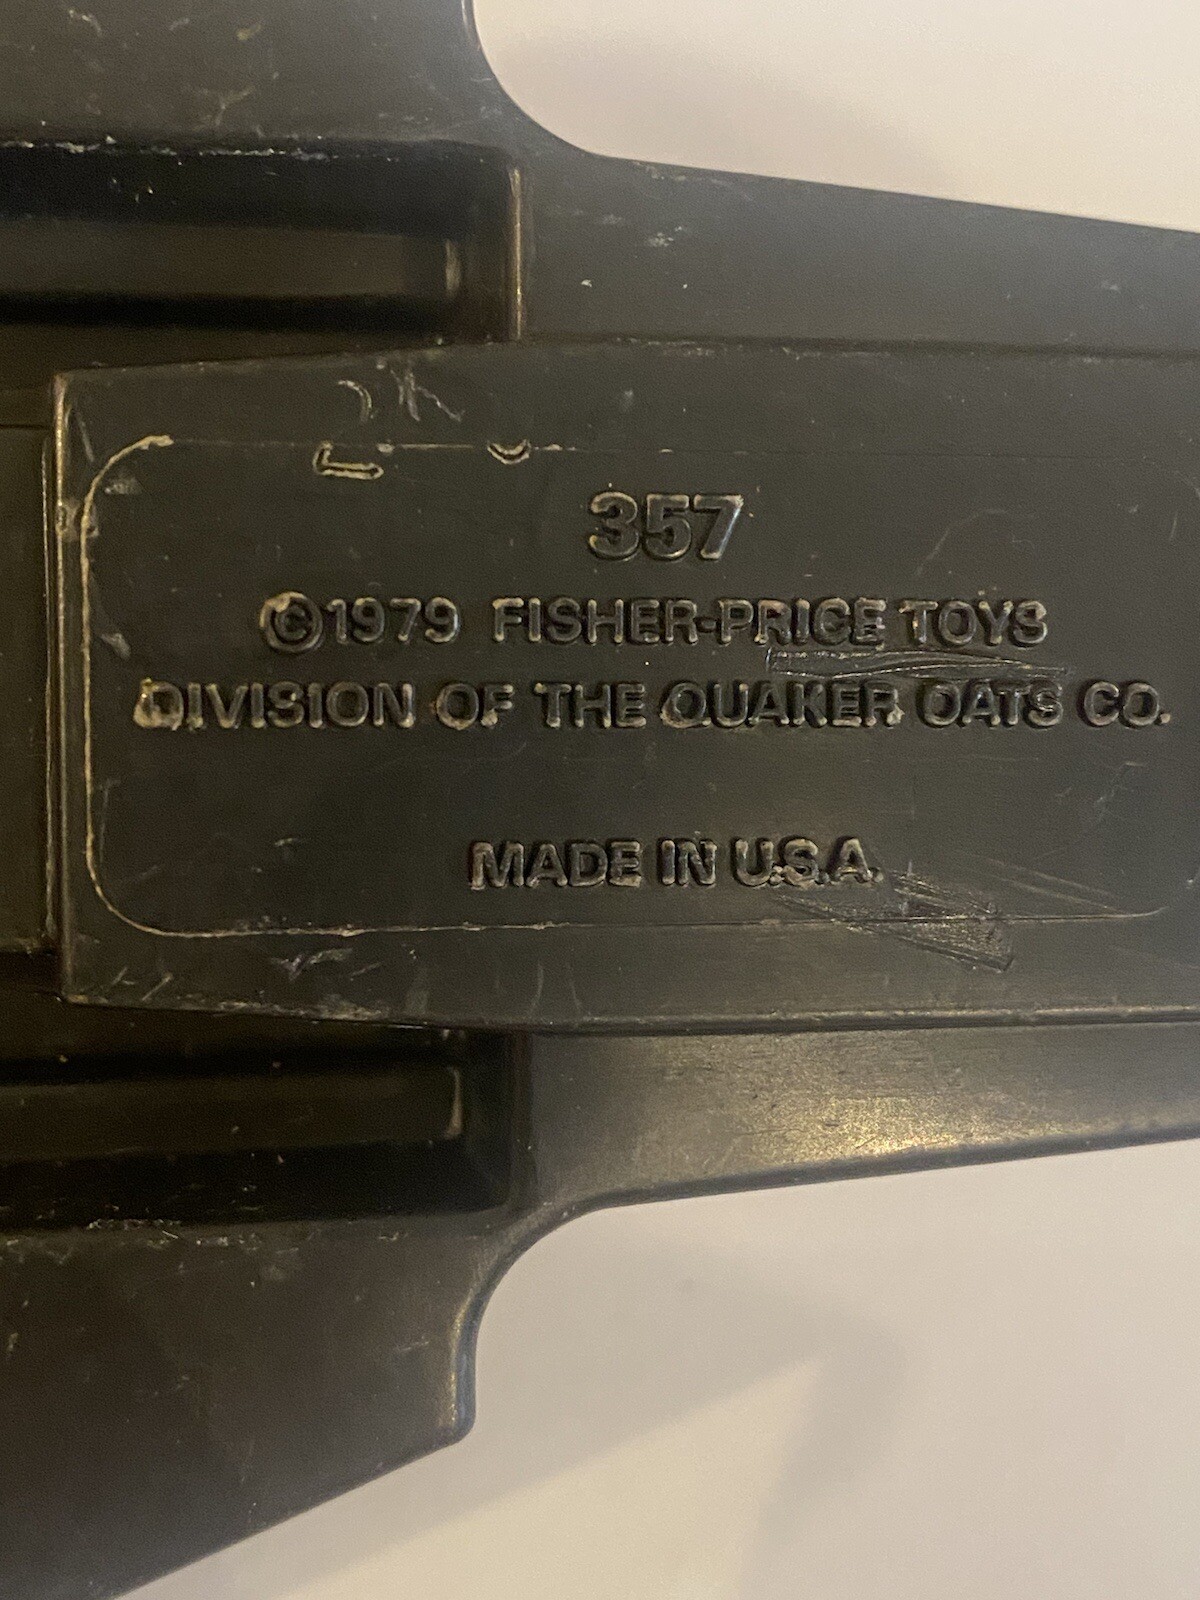 357
©1979 FISHER-PRICE TOYS
DIVISION OF THE QUAKER OATS CO.
MADE IN U.S.A.